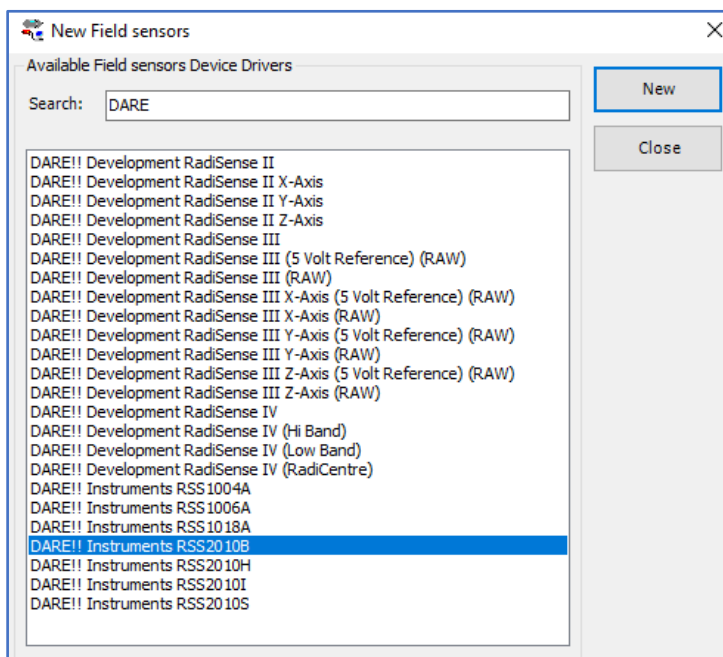 New Field sensors
Available Field sensors Device Drivers
New
Search: DARE
Close
DARE!! Development RadiSense II
DARE!! Development RadiSense II X-Axis
DARE!! Development RadiSense II Y-Axis
DARE!! Development RadiSense II Z-Axis
DARE!! Development RadiSense III
DARE!! Development RadiSense III (5 Volt Reference) (RAW)
DARE!! Development RadiSense III (RAW)
DARE!! Development RadiSense III X-Axis (5 Volt Reference) (RAW)
DARE!! Development RadiSense III X-Axis (RAW)
DARE!! Development RadiSense III Y-Axis (5 Volt Reference) (RAW)
DARE!! Development RadiSense III Y-Axis (RAW)
DARE!! Development RadiSense III Z-Axis (5 Volt Reference) (RAW)
DARE!! Development RadiSense III Z-Axis (RAW)
DARE!! Development RadiSense IV
DARE!! Development RadiSense IV (Hi Band)
DARE!! Development RadiSense IV (Low Band)
DARE!! Development RadiSense IV (RadiCentre)
DARE!! Instruments RSS1004A
DARE!! Instruments RSS1006A
DARE!! Instruments RSS1018A
DARE!! Instruments RSS2010B
DARE!! Instruments RSS2010H
DARE!! Instruments RSS2010I
DARE!! Instruments RSS2010S